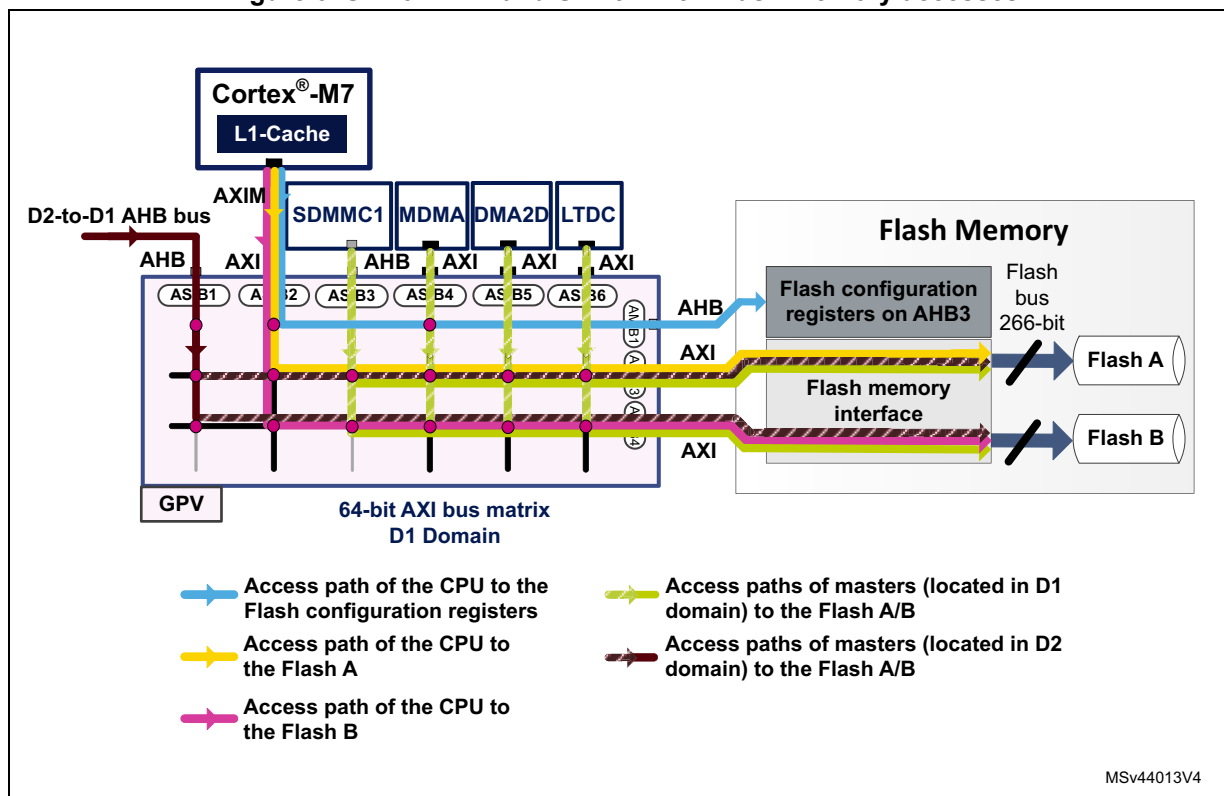 Cortex®-M7
L1-Cache
AXIM
D2-to-D1 AHB bus
SDMMC1
MDMA
DMA2D
LTDC
AHB
AXI
AHB
AXI
AXI
AXI
ASIB1
ASIB3
Flash Memory
Flash configuration
registers on AHB3
Flash
bus
266-bit
AHB
AXI
Flash A
Flash memory
interface
Flash B
AXI
AMIB1
GPV
64-bit AXI bus matrix
D1 Domain
Access path of the CPU to the
Flash configuration registers
Access path of the CPU to
the Flash A
Access path of the CPU to
the Flash B
Access paths of masters (located in D1
domain) to the Flash A/B
Access paths of masters (located in D2
domain) to the Flash A/B
MSv44013V4